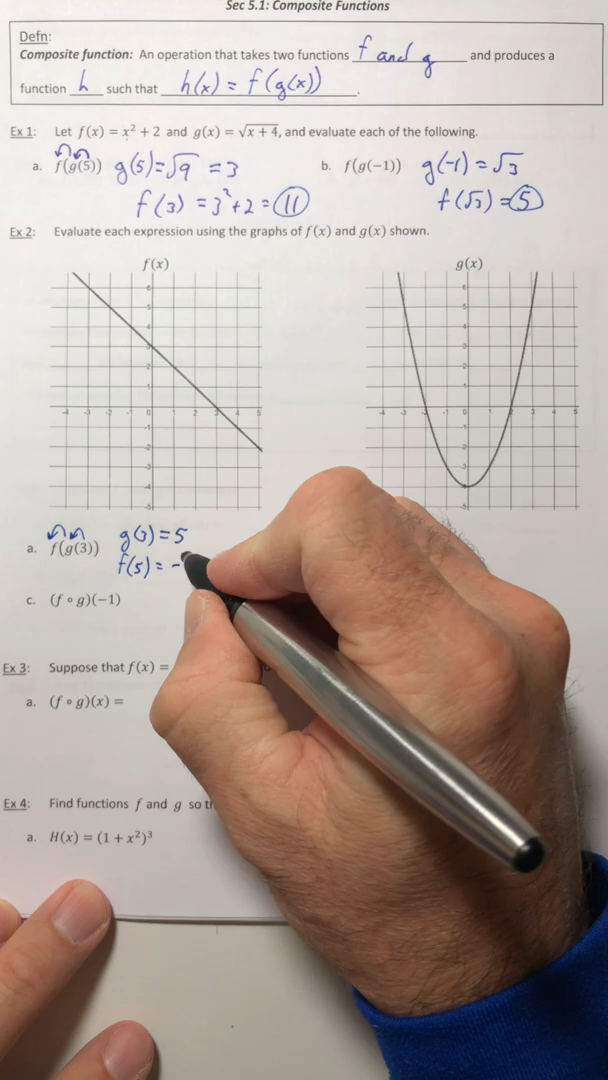 Sec 5.1: Composite Functions
Defn:
Composite function: An operation that takes two functions f and g and produces a
function h such that h(x) = f(g(x)).
Ex 1: Let f(x) = x² + 2 and g(x) = √x + 4, and evaluate each of the following.
a. f(g(5)) g(5)=√9 =3 b. f(g(−1)) g(-1) = √3
f(3) = 3²+2 = 11 f(√3) = 5
Ex 2: Evaluate each expression using the graphs of f(x) and g(x) shown.
f(x) g(x)
a. f(g(3)) g(3)=5
f(5) = -
c. (f ∘ g)(−1)
Ex 3: Suppose that f(x) =
a. (f ∘ g)(x) =
Ex 4: Find functions f and g so
a. H(x) = (1 + x²)³